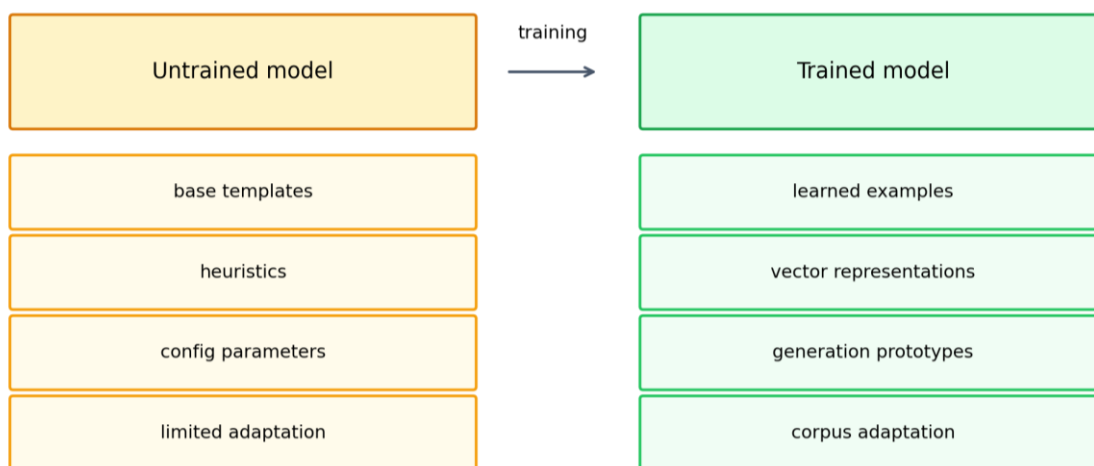 training
Untrained model
Trained model
base templates
learned examples
heuristics
vector representations
config parameters
generation prototypes
limited adaptation
corpus adaptation